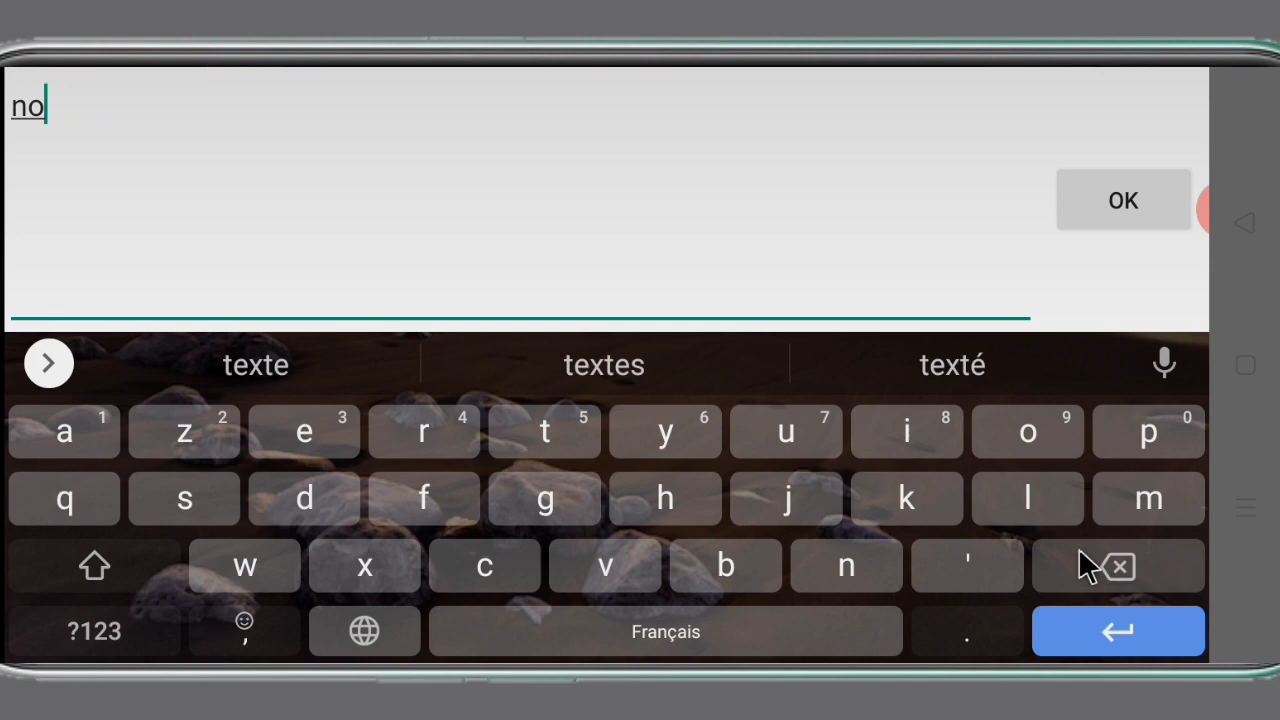 no
OK
texte textes texté
a 1 z 2 e 3 r 4 t 5 y 6 u 7 i 8 o 9 p 0
q s d f g h j k l m
w x c v b n '
?123 , Français .